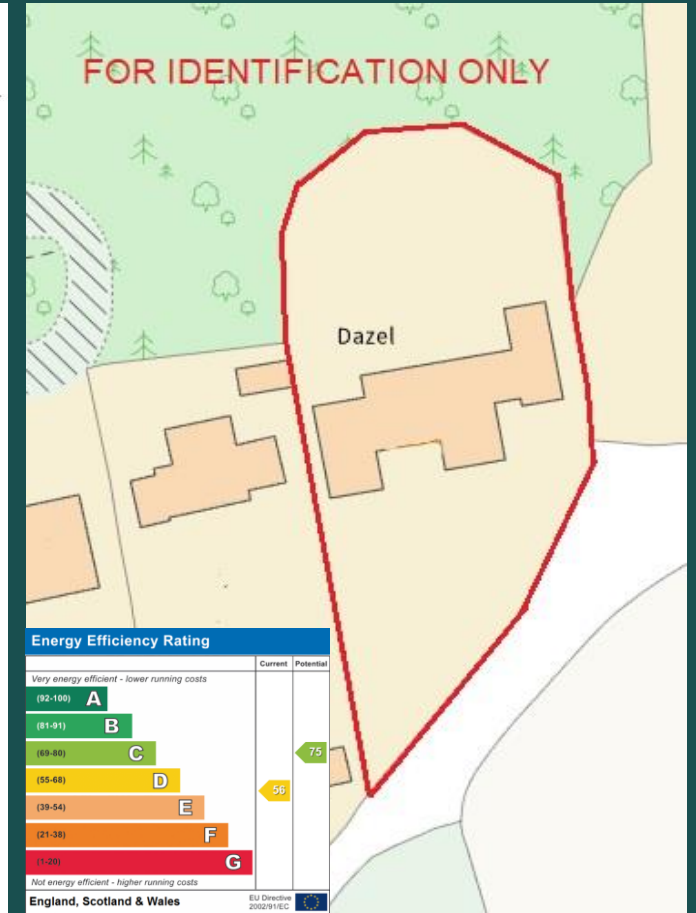 FOR IDENTIFICATION ONLY
Dazel
Energy Efficiency Rating
Current Potential
Very energy efficient - lower running costs
(92-100) A
(81-91) B
(69-80) C
75
(55-68) D
56
(39-54) E
(21-38) F
(1-20) G
Not energy efficient - higher running costs
England, Scotland & Wales
EU Directive
2002/91/EC